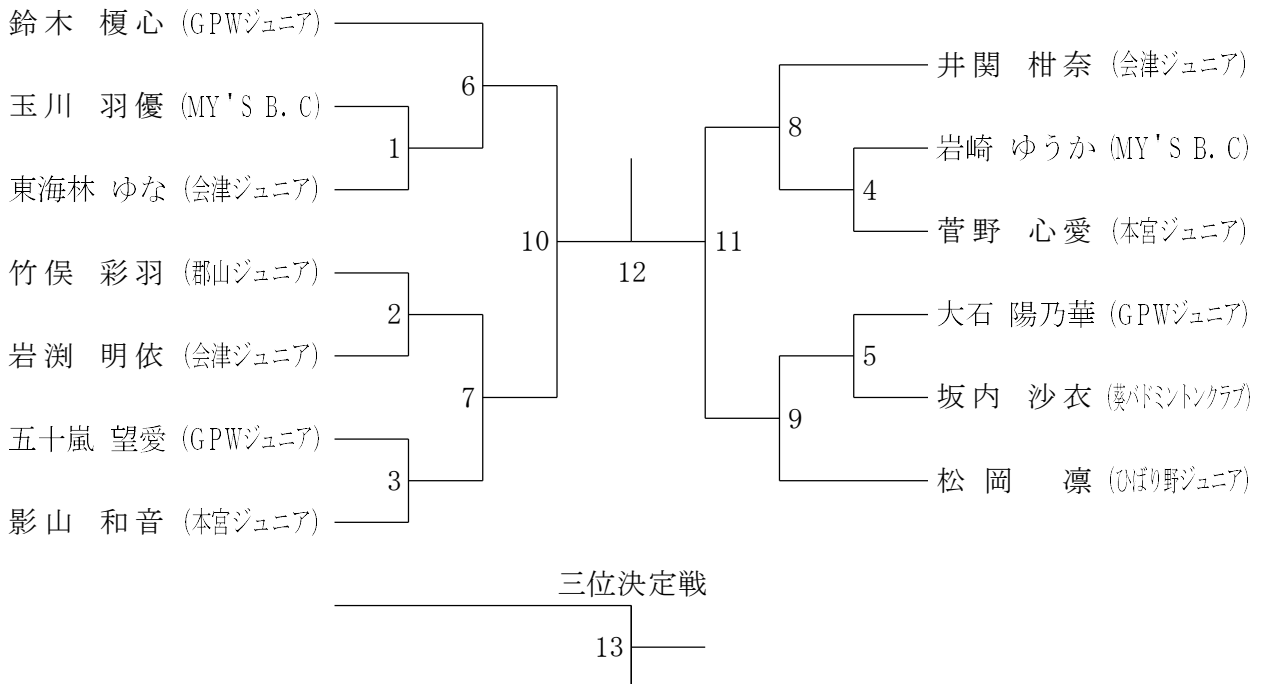 鈴木 榎心 (GPWジュニア)
玉川 羽優 (MY'S B.C)
東海林 ゆな (会津ジュニア)
竹俣 彩羽 (郡山ジュニア)
岩渕 明依 (会津ジュニア)
五十嵐 望愛 (GPWジュニア)
影山 和音 (本宮ジュニア)
6
1
10
2
7
3
12
井関 柑奈 (会津ジュニア)
岩崎 ゆうか (MY'S B.C)
菅野 心愛 (本宮ジュニア)
大石 陽乃華 (GPWジュニア)
坂内 沙衣 (葵バドミントンクラブ)
松岡 凛 (ひばり野ジュニア)
8
4
11
5
9
三位決定戦
13